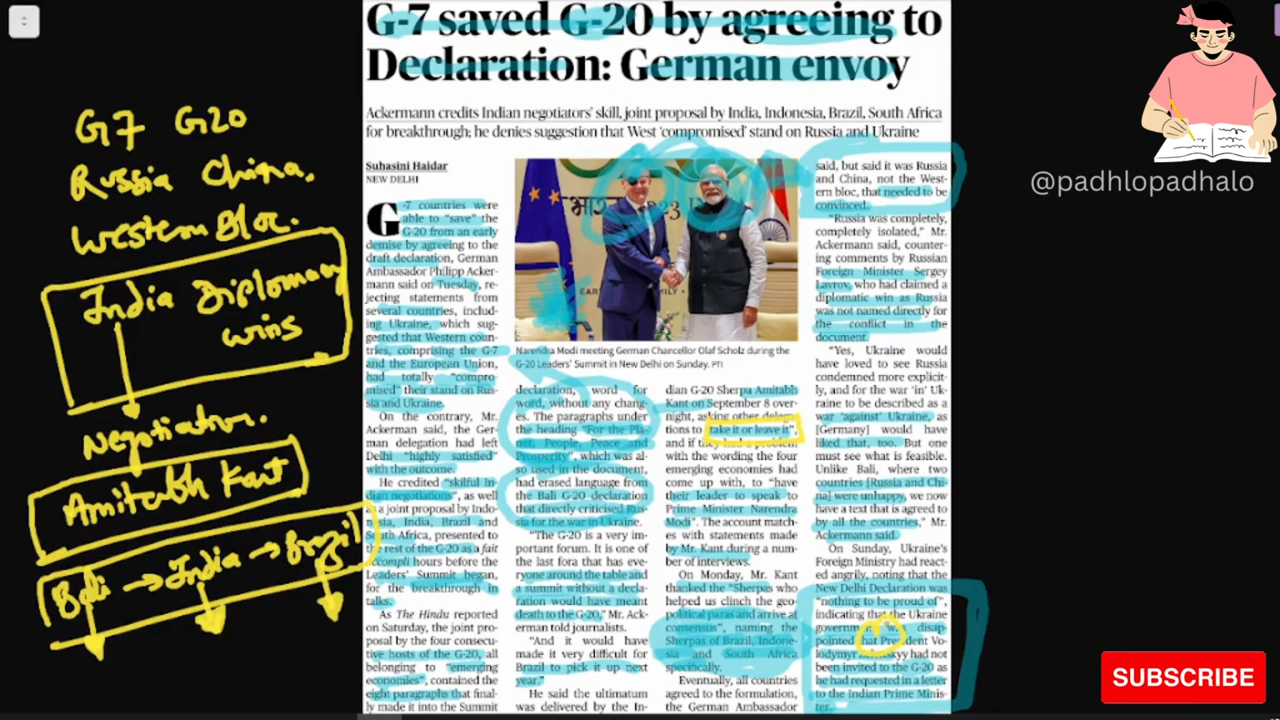 G-7 saved G-20 by agreeing to
Declaration: German envoy
Ackermann credits Indian negotiators' skill, joint proposal by India, Indonesia, Brazil, South Africa
for breakthrough; he denies suggestion that West 'compromised' stand on Russia and Ukraine
G7 G20
Russia China.
Western Bloc.
India Diplomacy
wins
Amitabh Kant
Bali → India → Brazil
Suhasini Haidar
NEW DELHI
G-7 countries were
able to "save" the
G-20 from an early
demise by agreeing to the
draft declaration, German
Ambassador Philipp Acker-
mann said on Tuesday, re-
jecting statements from
several countries, includ-
ing Ukraine, which sug-
gested that Western coun-
tries, comprising the G-7
and the European Union,
had totally "compro-
mised" their stand on Rus-
sia and Ukraine.
On the contrary, Mr.
Ackerman said, the Ger-
man delegation had left
Delhi "highly satisfied"
with the outcome.
He credited "skilful In-
dian negotiations", as well
as a joint proposal by Indo-
nesia, India, Brazil and
South Africa, presented to
the rest of the G-20 as a fait
accompli hours before the
Leaders' Summit began,
for the breakthrough in
talks.
As The Hindu reported
on Saturday, the joint pro-
posal by the four consecu-
tive hosts of the G-20, all
belonging to "emerging
economies", contained the
eight paragraphs that final-
ly made it into the Summit
Narendra Modi meeting German Chancellor Olaf Scholz during the
G-20 Leaders' Summit in New Delhi on Sunday. PTI
declaration, word for
word, without any chang-
es. The paragraphs under
the heading "For the Pla-
net, People, Peace and
Prosperity", which was al-
so used in the document,
had erased language from
the Bali G-20 declaration
that directly criticised Rus-
sia for the war in Ukraine.
"The G-20 is a very im-
portant forum. It is one of
the last fora that has eve-
ryone around the table and
a summit without a decla-
ration would have meant
death to the G-20," Mr. Ack-
erman told journalists.
"And it would have
made it very difficult for
Brazil to pick it up next
year."
He said the ultimatum
was delivered by the In-
dian G-20 Sherpa Amitabh
Kant on September 8 over-
night, asking other delega-
tions to "take it or leave it",
and if they had a problem
with the wording the four
emerging economies had
come up with, to "have
their leader to speak to
Prime Minister Narendra
Modi". The account match-
es with statements made
by Mr. Kant during a num-
ber of interviews.
On Monday, Mr. Kant
thanked the "Sherpas who
helped us clinch the geo-
political paras and arrive at
consensus", naming the
Sherpas of Brazil, Indone-
sia and South Africa
specifically.
Eventually, all countries
agreed to the formulation,
the German Ambassador
said, but said it was Russia
and China, not the West-
ern bloc, that needed to be
convinced.
"Russia was completely,
completely isolated," Mr.
Ackermann said, counter-
ing comments by Russian
Foreign Minister Sergey
Lavrov, who had claimed a
diplomatic win as Russia
was not named directly for
the conflict in the
document.
"Yes, Ukraine would
have loved to see Russia
condemned more explicit-
ly, and for the war 'in' Uk-
raine to be described as a
war 'against' Ukraine, as
[Germany] would have
liked that, too. But one
must see what is feasible.
Unlike Bali, where two
countries [Russia and Chi-
na] were unhappy, we now
have a text that is agreed to
by all the countries," Mr.
Ackermann said.
On Sunday, Ukraine's
Foreign Ministry had react-
ed angrily, noting that the
New Delhi Declaration was
"nothing to be proud of",
indicating that the Ukraine
government was disap-
pointed that President Vo-
lodymyr Zelenskyy had not
been invited to the G-20 as
he had requested in a letter
to the Indian Prime Minis-
ter.
@padhlopadhalo
SUBSCRIBE